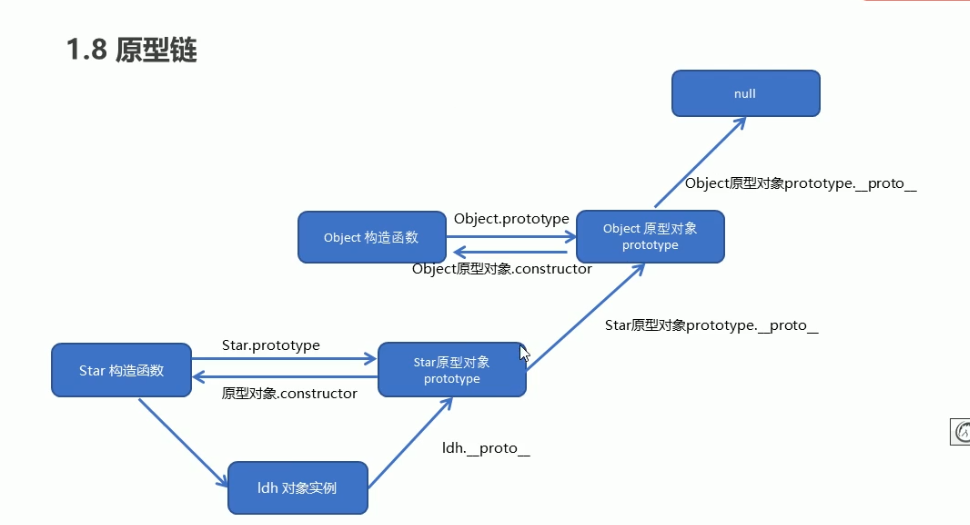 1.8 原型链
null
Object原型对象prototype.__proto__
Object.prototype
Object 构造函数
Object 原型对象
prototype
Object原型对象.constructor
Star原型对象prototype.__proto__
Star.prototype
Star 构造函数
Star原型对象
prototype
原型对象.constructor
ldh.__proto__
ldh 对象实例